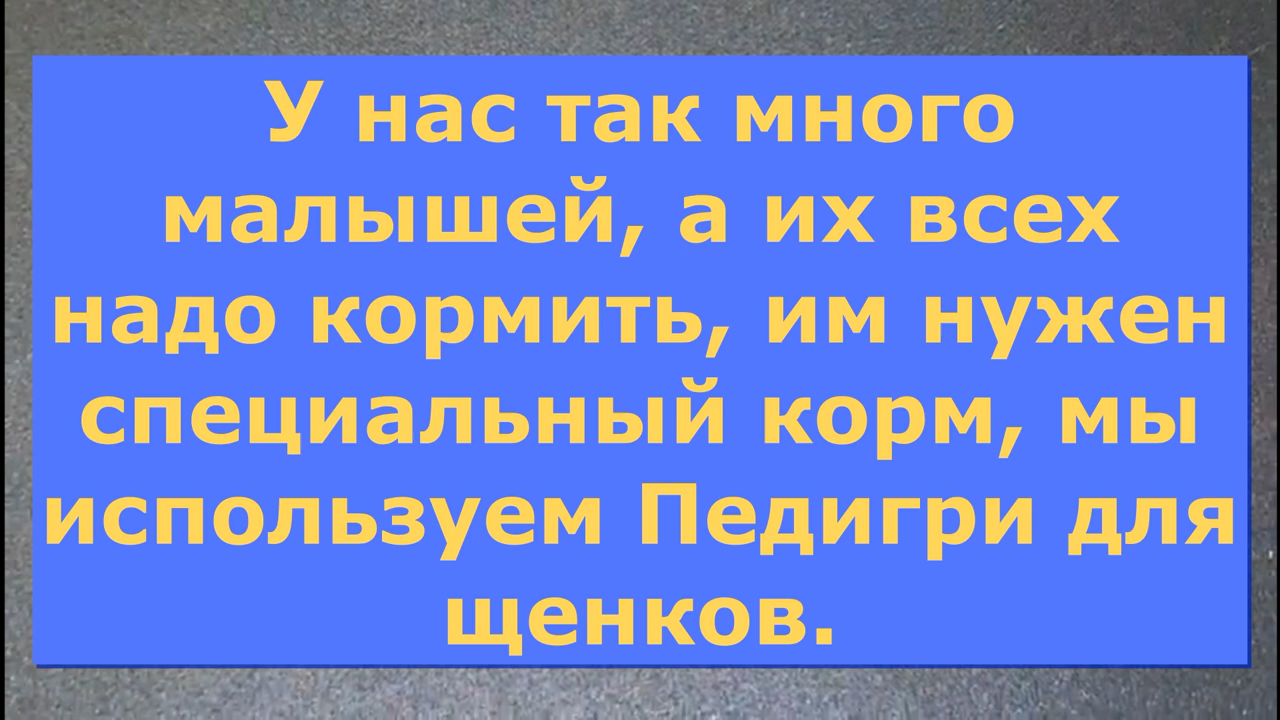 У нас так много
малышей, а их всех
надо кормить, им нужен
специальный корм, мы
используем Педигри для
щенков.